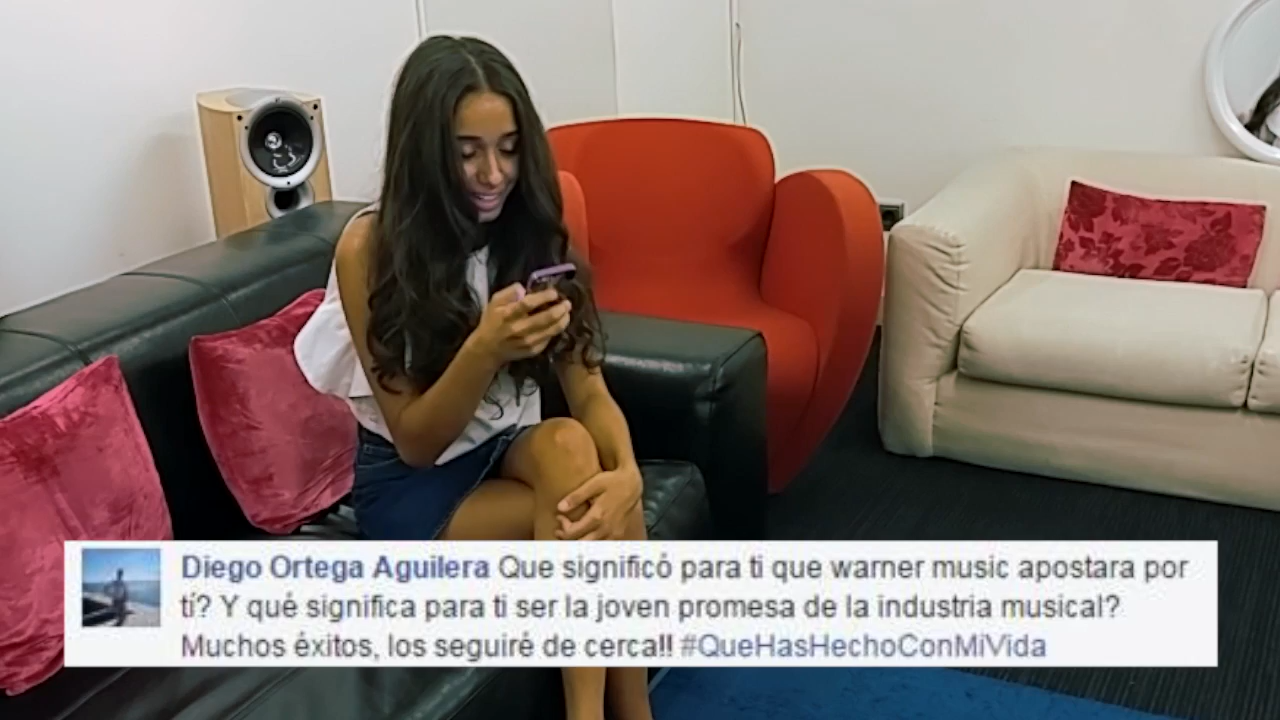 Diego Ortega Aguilera Que significó para ti que warner music apostara por
tí? Y qué significa para ti ser la joven promesa de la industria musical?
Muchos éxitos, los seguiré de cerca!! #QueHasHechoConMiVida